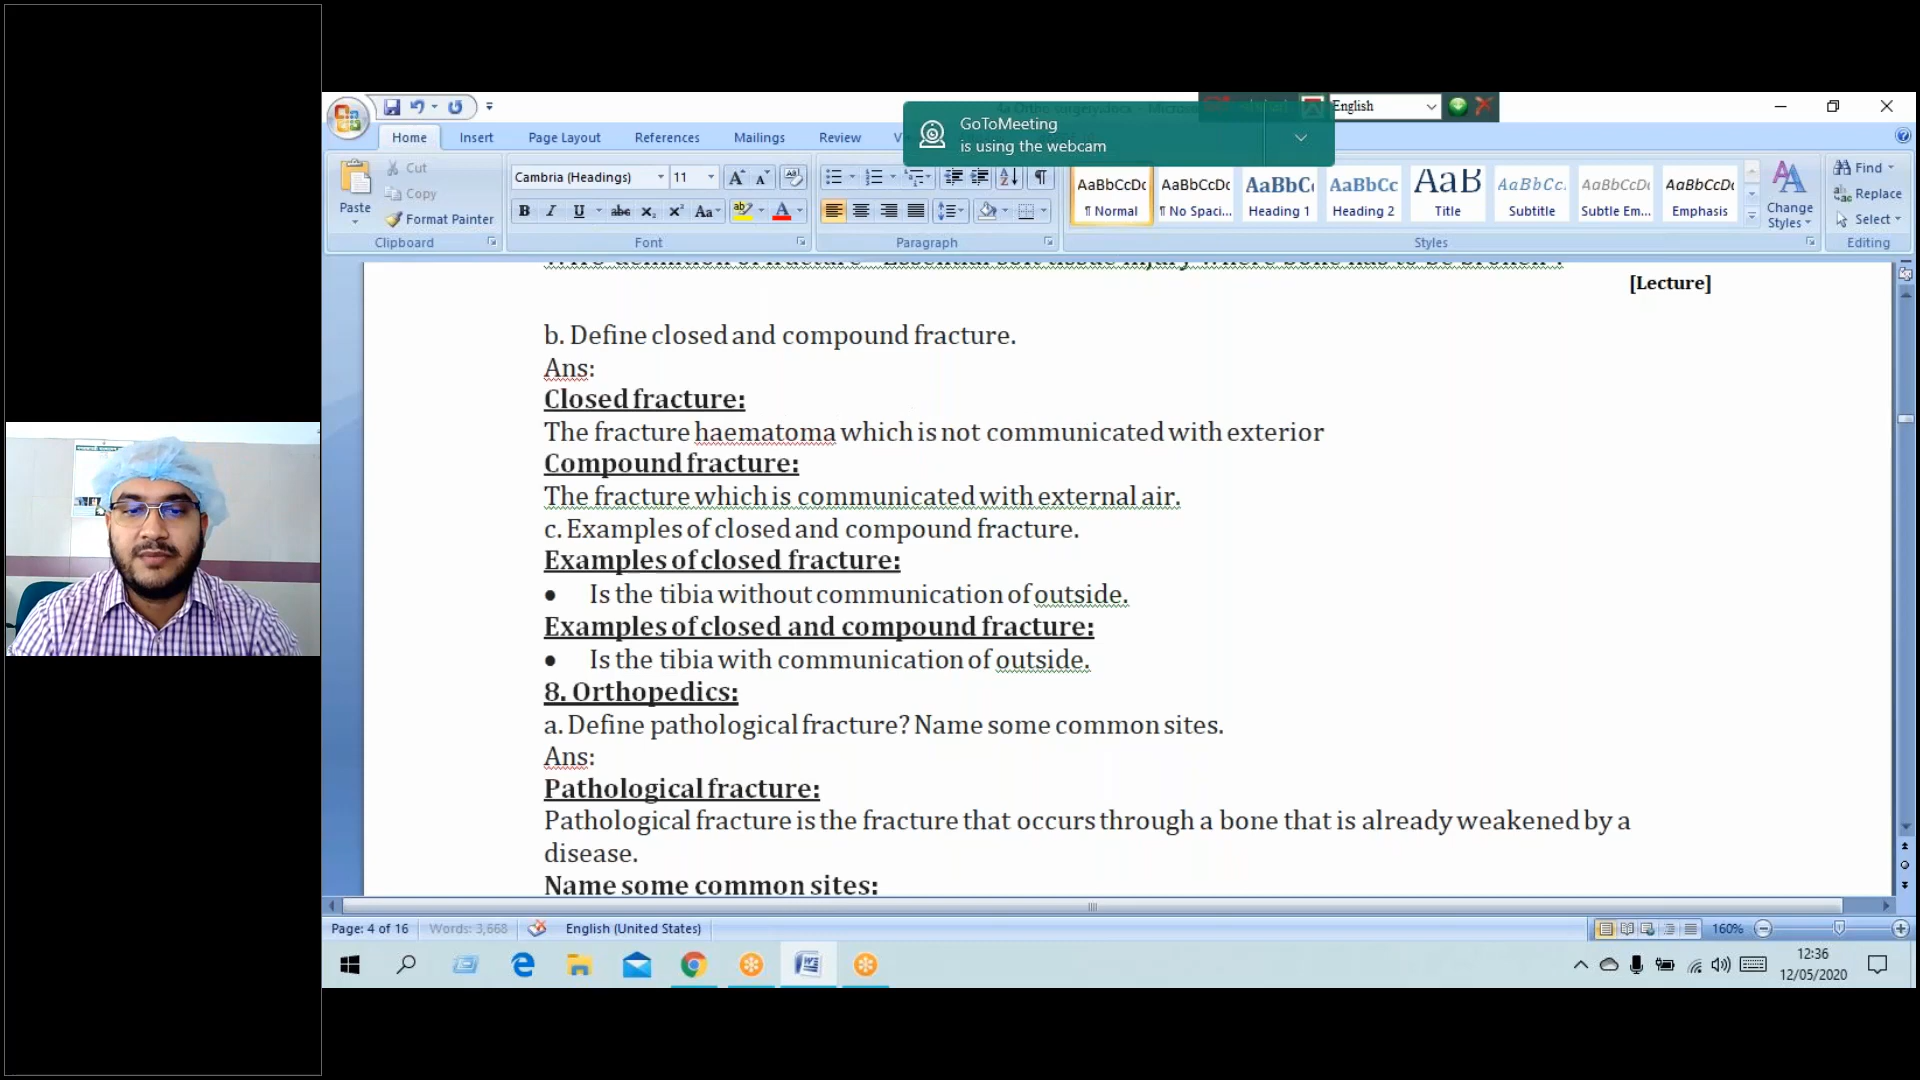 English
GoToMeeting
is using the webcam
Home Insert Page Layout References Mailings Review
Paste
Cut
Copy
Format Painter
Clipboard
Cambria (Headings) 11
Font
Paragraph
AaBbCcDc AaBbCcDc AaBbC AaBbCc AaB AaBbCc. AaBbCcDc AaBbCcDc
¶ Normal ¶ No Spaci... Heading 1 Heading 2 Title Subtitle Subtle Em... Emphasis
Change
Styles
Styles
Find
Replace
Select
Editing
[Lecture]
b. Define closed and compound fracture.
Ans:
Closed fracture:
The fracture haematoma which is not communicated with exterior
Compound fracture:
The fracture which is communicated with external air.
c. Examples of closed and compound fracture.
Examples of closed fracture:
• Is the tibia without communication of outside.
Examples of closed and compound fracture:
• Is the tibia with communication of outside.
8. Orthopedics:
a. Define pathological fracture? Name some common sites.
Ans:
Pathological fracture:
Pathological fracture is the fracture that occurs through a bone that is already weakened by a
disease.
Name some common sites:
Page: 4 of 16 Words: 3,668 English (United States) 160%
12:36
12/05/2020